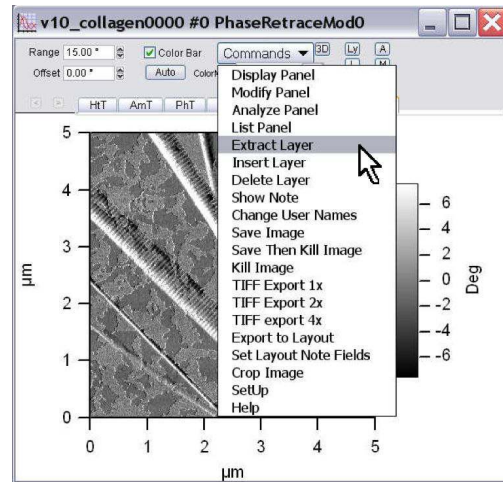 v10_collagen0000 #0 PhaseRetraceMod0
Range 15.00 ° Color Bar Commands 3D Ly A
Offset 0.00 ° Auto
HtT AmT PhT
Display Panel
Modify Panel
Analyze Panel
List Panel
Extract Layer
Insert Layer
Delete Layer
Show Note
Change User Names
Save Image
Save Then Kill Image
Kill Image
TIFF Export 1x
TIFF Export 2x
TIFF export 4x
Export to Layout
Set Layout Note Fields
Crop Image
SetUp
Help
5
4
3
2
1
0
µm
0 1 2 3 4 5
µm
6
4
2
0
-2
-4
-6
Deg